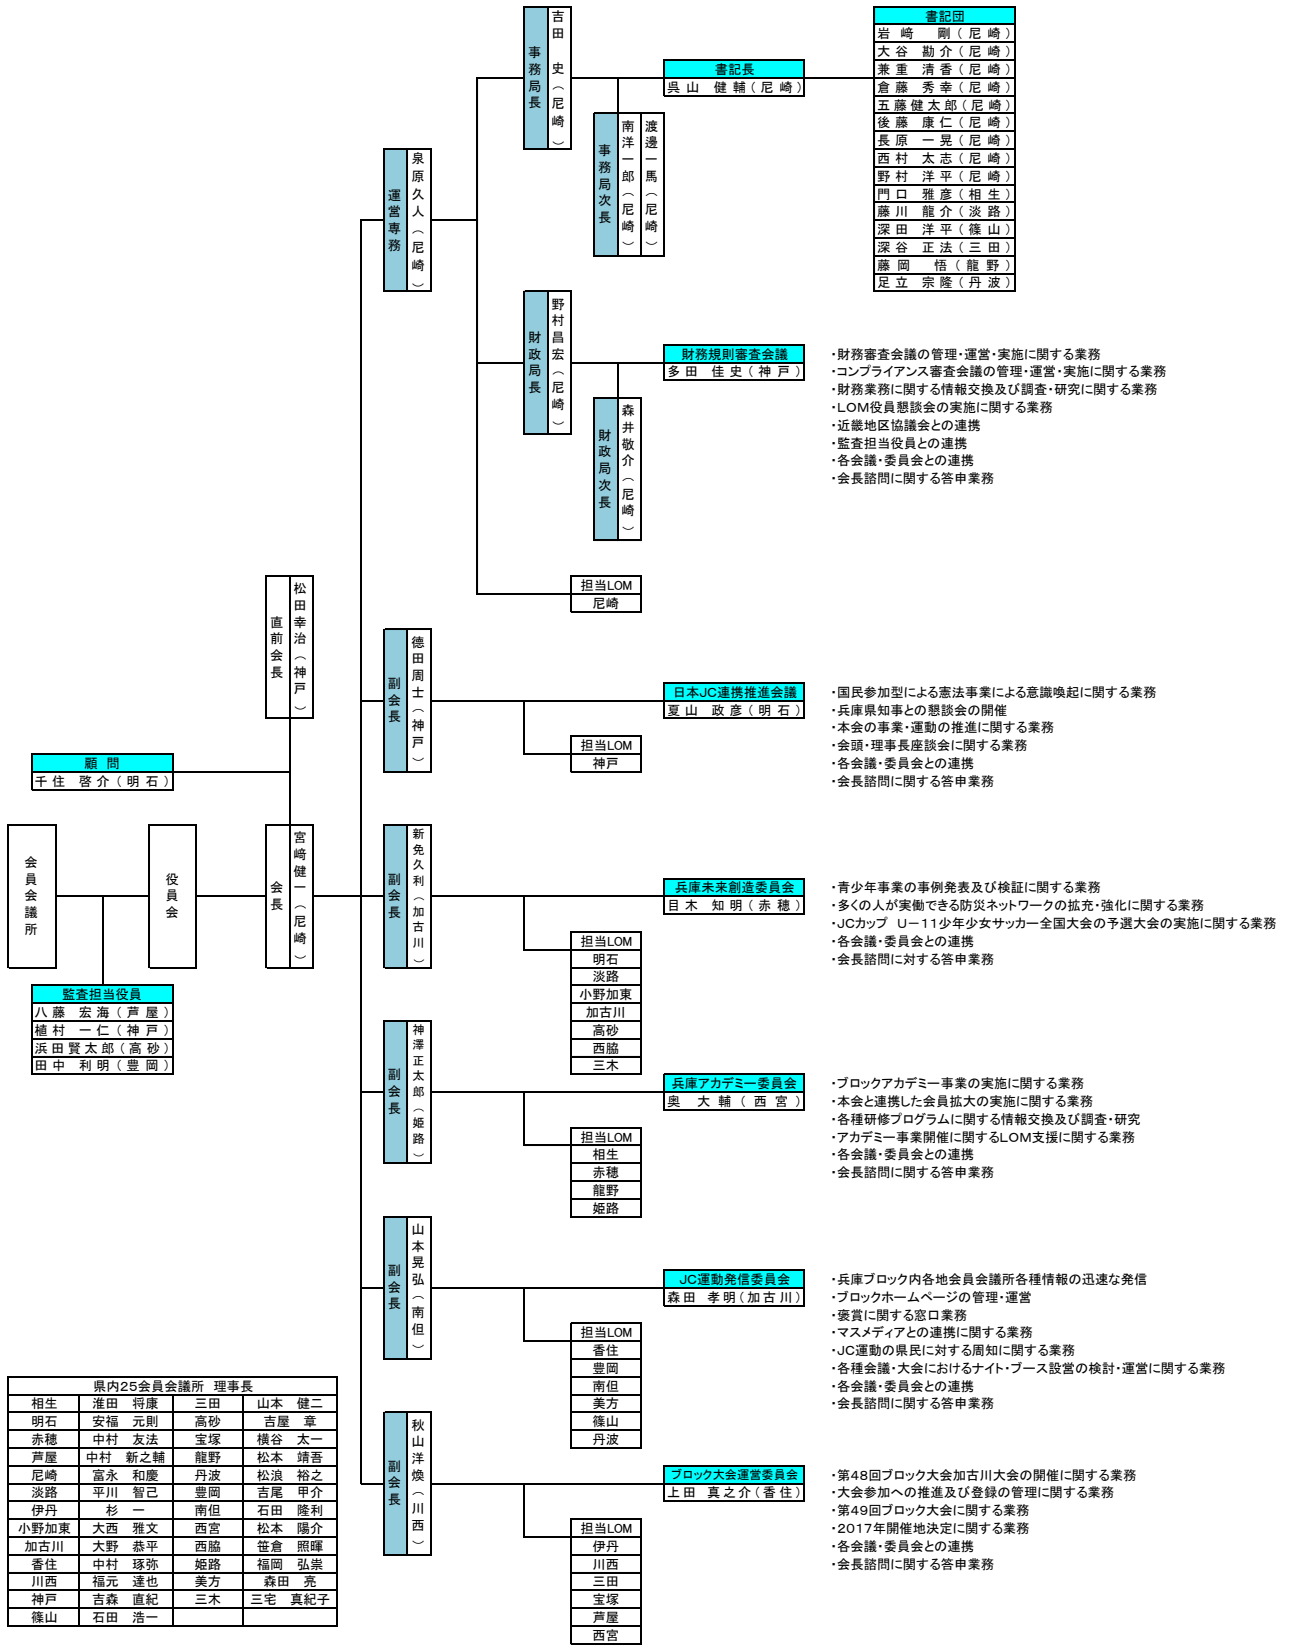 会員会議所
役員会
会長
宮﨑健一（尼崎）
直前会長
松田幸治（神戸）
顧　問
千住　啓介（明石）
監査担当役員
八藤　宏海（芦屋）
植村　一仁（神戸）
浜田賢太郎（高砂）
田中　利明（豊岡）
運営専務
泉原久人（尼崎）
事務局長
吉田　史（尼崎）
事務局次長
南洋一郎（尼崎）
渡邊一馬（尼崎）
書記長
呉山　健輔（尼崎）
書記団
岩﨑　剛（尼崎）
大谷　勘介（尼崎）
兼重　清香（尼崎）
倉藤　秀幸（尼崎）
五藤健太郎（尼崎）
後藤　康仁（尼崎）
長原　一晃（尼崎）
西村　太志（尼崎）
野村　洋平（尼崎）
門口　雅彦（相生）
藤川　龍介（淡路）
深田　洋平（篠山）
深谷　正法（三田）
藤岡　悟（龍野）
足立　宗隆（丹波）
財政局長
野村昌宏（尼崎）
財政局次長
森井敬介（尼崎）
財務規則審査会議
多田　佳史（神戸）
・財務審査会議の管理・運営・実施に関する業務
・コンプライアンス審査会議の管理・運営・実施に関する業務
・財務業務に関する情報交換及び調査・研究に関する業務
・LOM役員懇談会の実施に関する業務
・近畿地区協議会との連携
・監査担当役員との連携
・各会議・委員会との連携
・会長諮問に関する答申業務
担当LOM
尼崎
副会長
德田周士（神戸）
日本JC連携推進会議
夏山　政彦（明石）
・国民参加型による憲法事業による意識喚起に関する業務
・兵庫県知事との懇談会の開催
・本会の事業・運動の推進に関する業務
・会頭・理事長座談会に関する業務
・各会議・委員会との連携
・会長諮問に関する答申業務
担当LOM
神戸
副会長
新免久利（加古川）
兵庫未来創造委員会
目木　知明（赤穂）
・青少年事業の事例発表及び検証に関する業務
・多くの人が実働できる防災ネットワークの拡充・強化に関する業務
・JCカップ　U－11少年少女サッカー全国大会の予選大会の実施に関する業務
・各会議・委員会との連携
・会長諮問に対する答申業務
担当LOM
明石
淡路
小野加東
加古川
高砂
西脇
三木
副会長
神澤正太郎（姫路）
兵庫アカデミー委員会
奥　大輔（西宮）
・ブロックアカデミー事業の実施に関する業務
・本会と連携した会員拡大の実施に関する業務
・各種研修プログラムに関する情報交換及び調査・研究
・アカデミー事業開催に関するLOM支援に関する業務
・各会議・委員会との連携
・会長諮問に関する答申業務
担当LOM
相生
赤穂
龍野
姫路
副会長
山本晃弘（南但）
JC運動発信委員会
森田　孝明（加古川）
・兵庫ブロック内各地会員会議所各種情報の迅速な発信
・ブロックホームページの管理・運営
・褒賞に関する窓口業務
・マスメディアとの連携に関する業務
・JC運動の県民に対する周知に関する業務
・各種会議・大会におけるナイト・ブース設営の検討・運営に関する業務
・各会議・委員会との連携
・会長諮問に関する答申業務
担当LOM
香住
豊岡
南但
美方
篠山
丹波
副会長
秋山洋煥（川西）
ブロック大会運営委員会
上田　真之介（香住）
・第48回ブロック大会加古川大会の開催に関する業務
・大会参加への推進及び登録の管理に関する業務
・第49回ブロック大会に関する業務
・2017年開催地決定に関する業務
・各会議・委員会との連携
・会長諮問に関する答申業務
担当LOM
伊丹
川西
三田
宝塚
芦屋
西宮
県内25会員会議所　理事長
相生　淮田　将康　三田　山本　健二
明石　安福　元則　高砂　吉屋　章
赤穂　中村　友法　宝塚　横谷　太一
芦屋　中村　新之輔　龍野　松本　靖吾
尼崎　富永　和慶　丹波　松浪　裕之
淡路　平川　智己　豊岡　吉尾　甲介
伊丹　杉　一　南但　石田　隆利
小野加東　大西　雅文　西宮　松本　陽介
加古川　大野　恭平　西脇　笹倉　照暉
香住　中村　琢弥　姫路　福岡　弘崇
川西　福元　達也　美方　森田　亮
神戸　吉森　直紀　三木　三宅　真紀子
篠山　石田　浩一